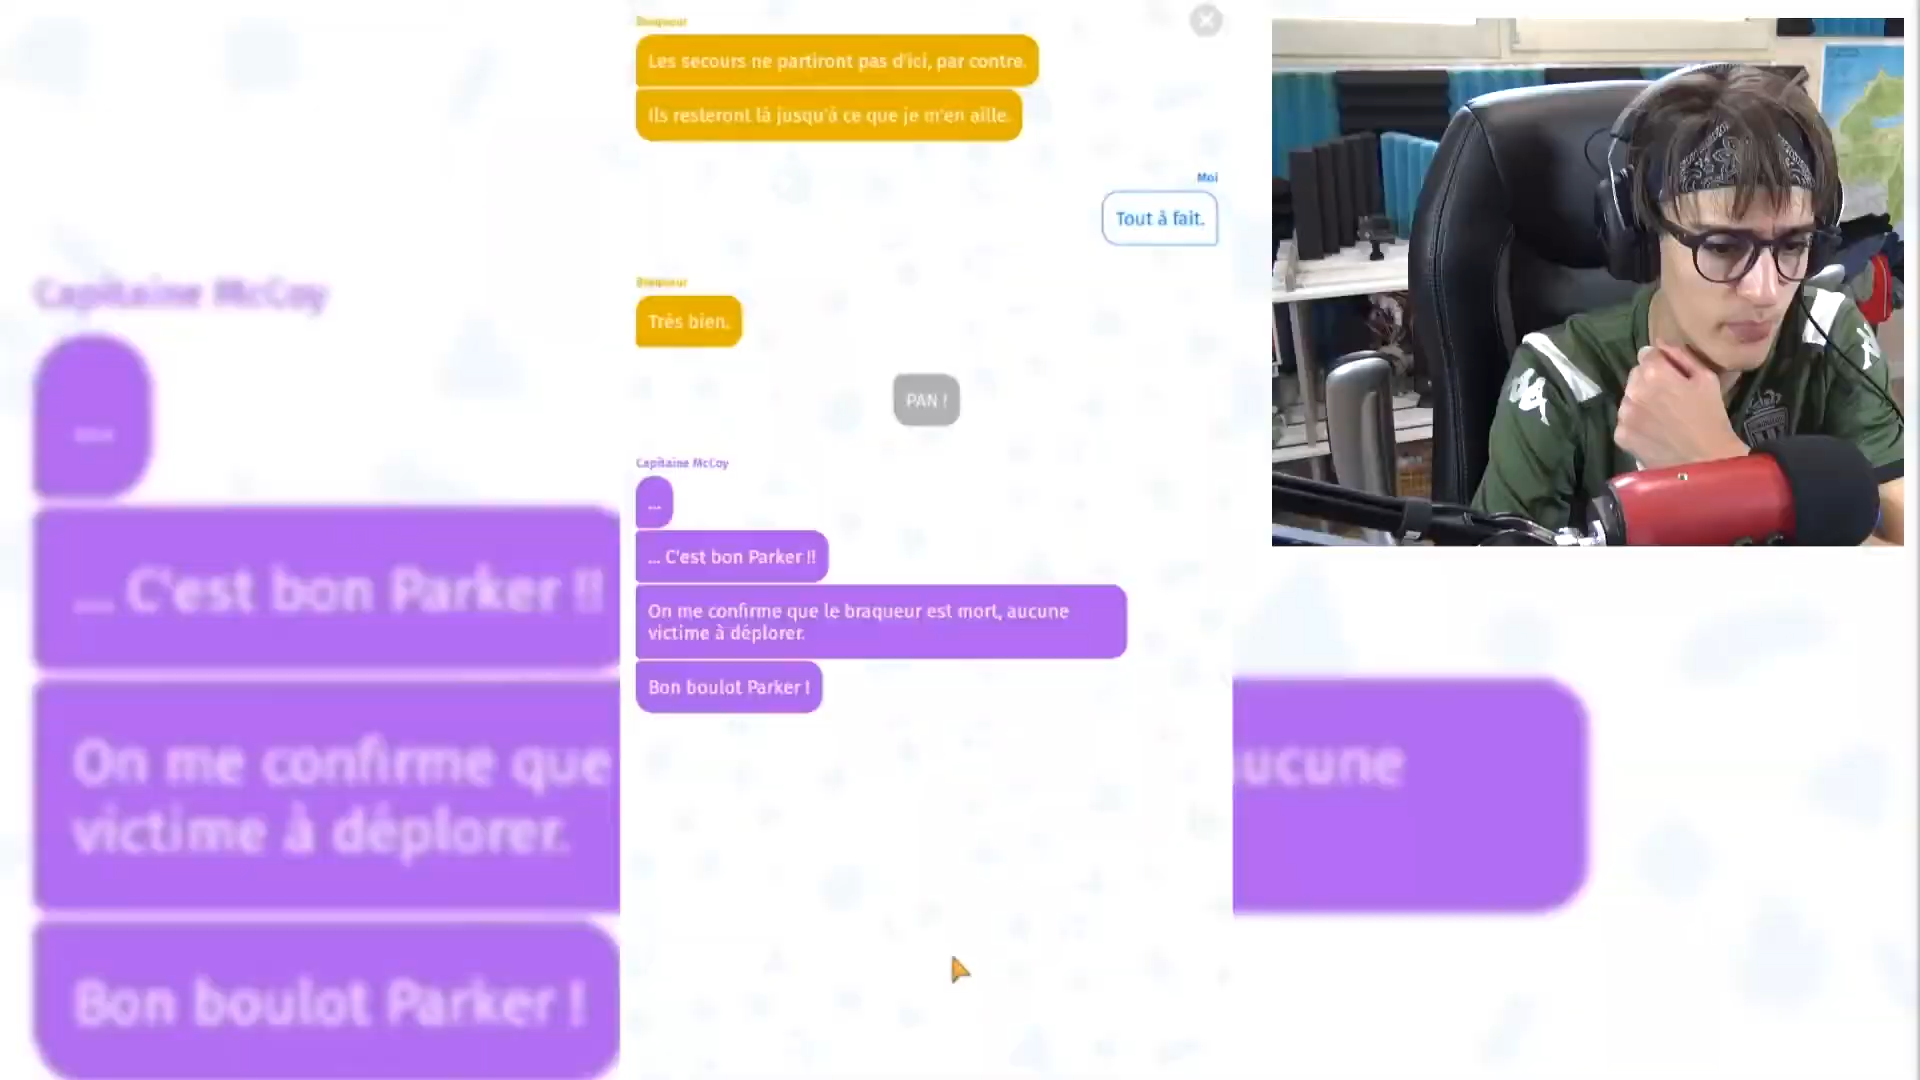 Braqueur
Les secours ne partiront pas d'ici, par contre.
Ils resteront là jusqu'à ce que je m'en aille.
Moi
Tout à fait.
Braqueur
Très bien.
PAN !
Capitaine McCoy
...
... C'est bon Parker !!
On me confirme que le braqueur est mort, aucune
victime à déplorer.
Bon boulot Parker !
Capitaine McCoy
...
... C'est bon Parker !!
On me confirme que
victime à déplorer.
Bon boulot Parker !
ucune